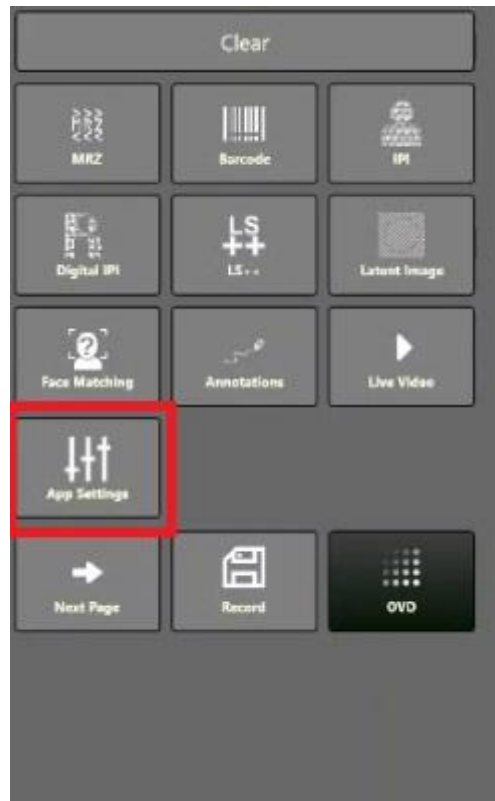 Clear
MRZ
Barcode
IPI
Digital IPI
LS
++
LS++
Latent Image
Face Matching
Annotations
Live Video
App Settings
Next Page
Record
OVD